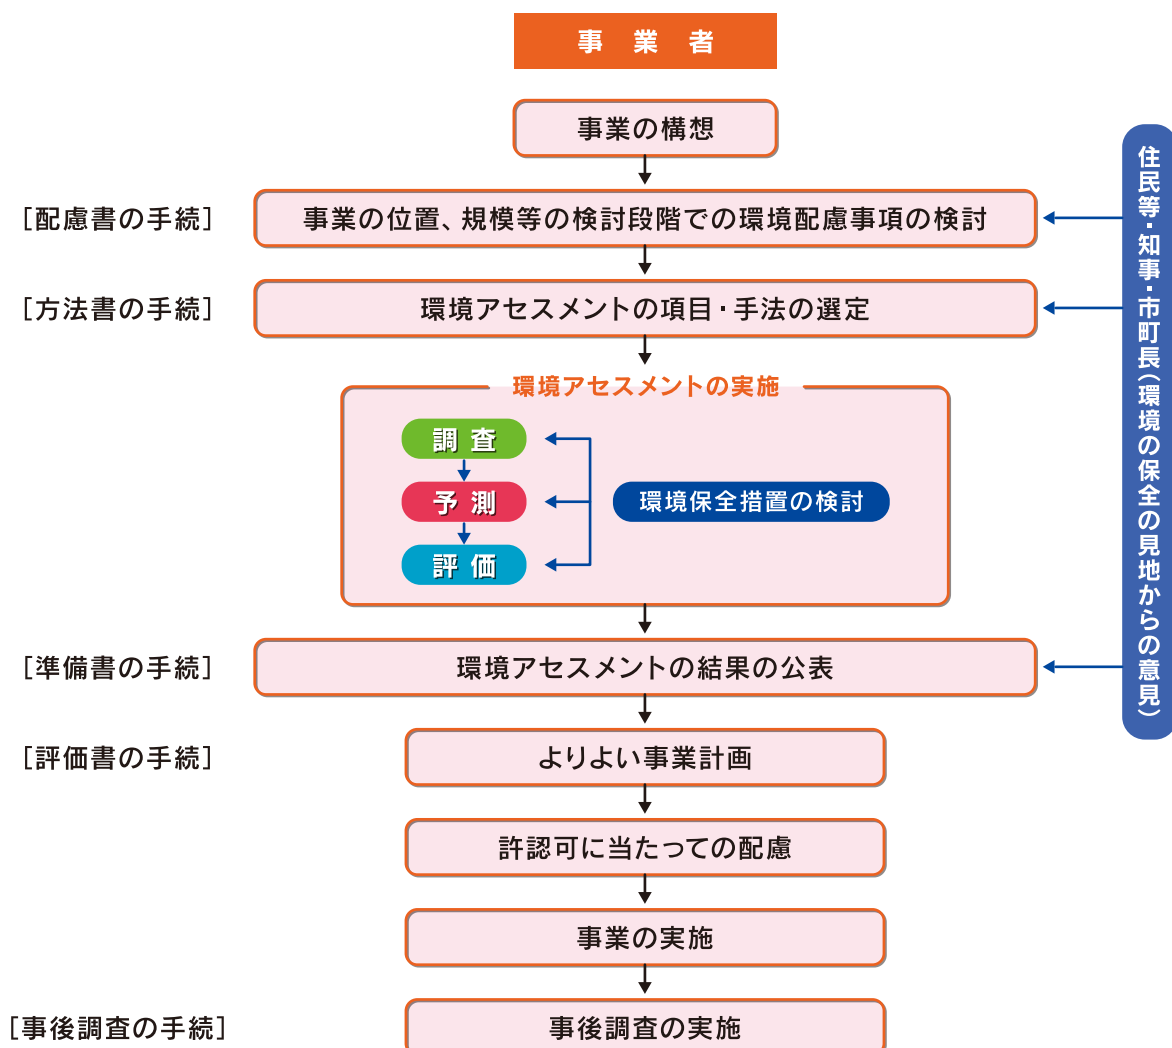 事業者
事業の構想
[配慮書の手続]
事業の位置、規模等の検討段階での環境配慮事項の検討
[方法書の手続]
環境アセスメントの項目・手法の選定
環境アセスメントの実施
調査
予測
環境保全措置の検討
評価
[準備書の手続]
環境アセスメントの結果の公表
[評価書の手続]
よりよい事業計画
許認可に当たっての配慮
事業の実施
[事後調査の手続]
事後調査の実施
住民等・知事・市町長(環境の保全の見地からの意見)